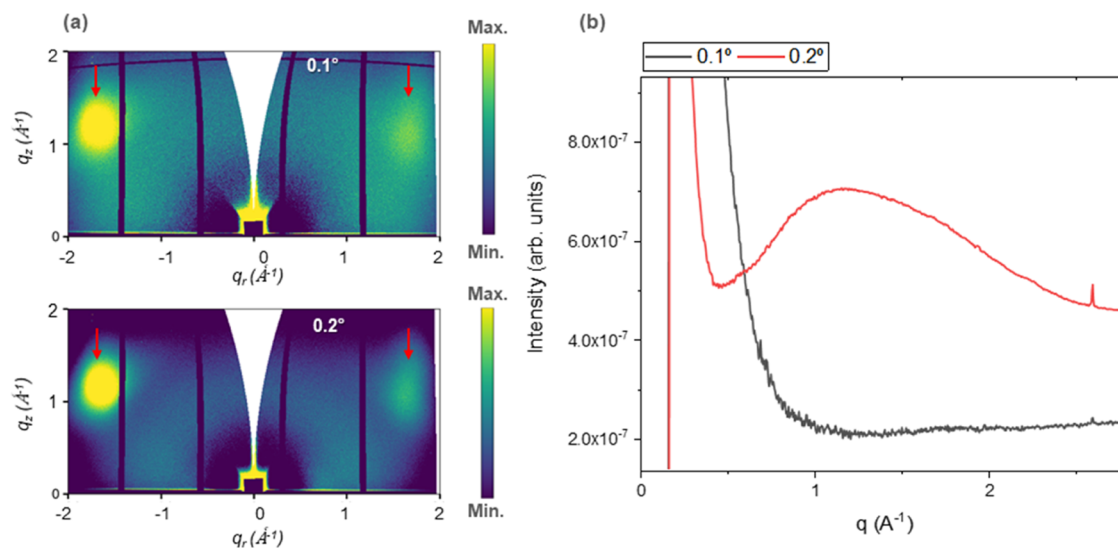 (a)
Max.
0.1°
2
1
0
q_z (Å⁻¹)
-2 -1 0 1 2
q_r (Å⁻¹)
Min.
Max.
0.2°
2
1
0
q_z (Å⁻¹)
-2 -1 0 1 2
q_r (Å⁻¹)
Min.
(b)
0.1º 0.2º
8.0x10⁻⁷
6.0x10⁻⁷
4.0x10⁻⁷
2.0x10⁻⁷
Intensity (arb. units)
0 1 2
q (A⁻¹)